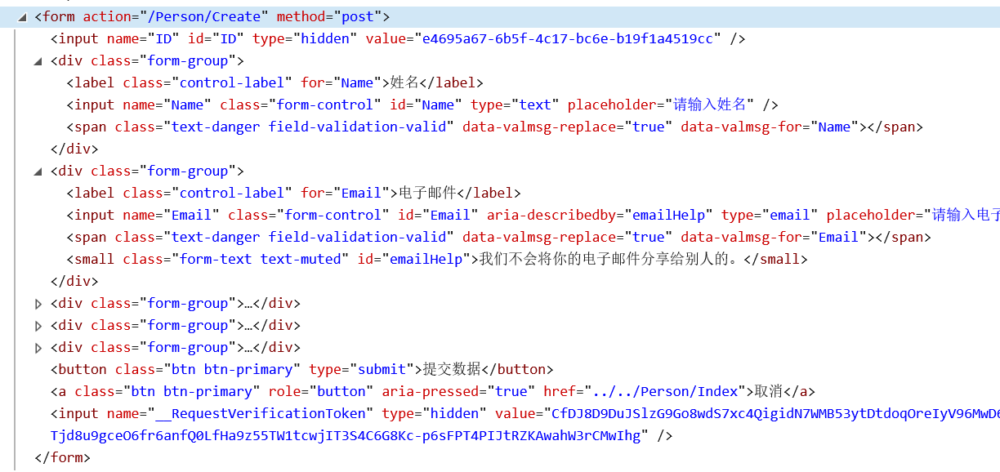 <form action="/Person/Create" method="post">
<input name="ID" id="ID" type="hidden" value="e4695a67-6b5f-4c17-bc6e-b19f1a4519cc" />
<div class="form-group">
<label class="control-label" for="Name">姓名</label>
<input name="Name" class="form-control" id="Name" type="text" placeholder="请输入姓名" />
<span class="text-danger field-validation-valid" data-valmsg-replace="true" data-valmsg-for="Name"></span>
</div>
<div class="form-group">
<label class="control-label" for="Email">电子邮件</label>
<input name="Email" class="form-control" id="Email" aria-describedby="emailHelp" type="email" placeholder="请输入电子
<span class="text-danger field-validation-valid" data-valmsg-replace="true" data-valmsg-for="Email"></span>
<small class="form-text text-muted" id="emailHelp">我们不会将你的电子邮件分享给别人的。</small>
</div>
<div class="form-group">…</div>
<div class="form-group">…</div>
<div class="form-group">…</div>
<button class="btn btn-primary" type="submit">提交数据</button>
<a class="btn btn-primary" role="button" aria-pressed="true" href="../../Person/Index">取消</a>
<input name="__RequestVerificationToken" type="hidden" value="CfDJ8D9DuJSlzG9Go8wdS7xc4QigidN7WMB53ytDtdoqOreIyV96MwD6
Tjd8u9gceO6fr6anfQ0LfHa9z55TW1tcwjIT3S4C6G8Kc-p6sFPT4PIJtRZKAwahW3rCMwIhg" />
</form>